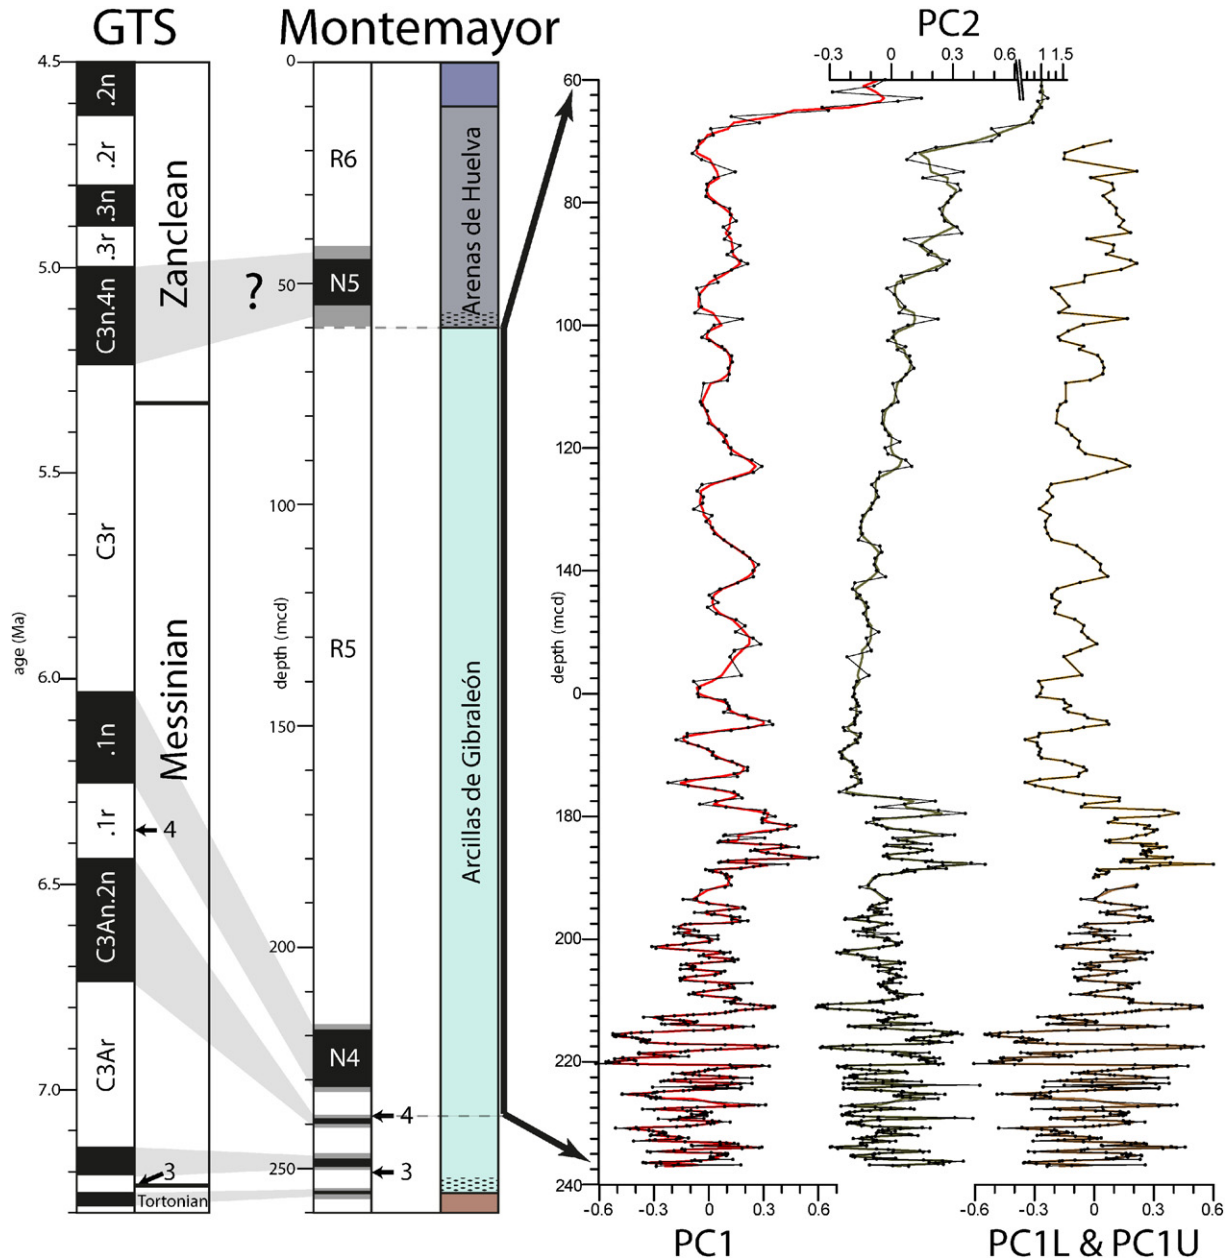 GTS
Montemayor
PC2
4.5
.2n
.2r
.3n
.3r
5.0
C3n.4n
Zanclean
5.5
C3r
age (Ma)
6.0
.1n
Messinian
.1r
4
6.5
C3An.2n
C3Ar
7.0
3
Tortonian
?
0
R6
N5
50
100
depth (mcd)
R5
150
200
N4
4
3
250
Arenas de Huelva
Arcillas de Gibraleón
-0.3 0 0.3 0.6 1 1.5
60
80
100
120
140
depth (mcd)
0
180
200
220
240
-0.6 -0.3 0 0.3 0.6
-0.6 -0.3 0 0.3 0.6
PC1
PC1L & PC1U